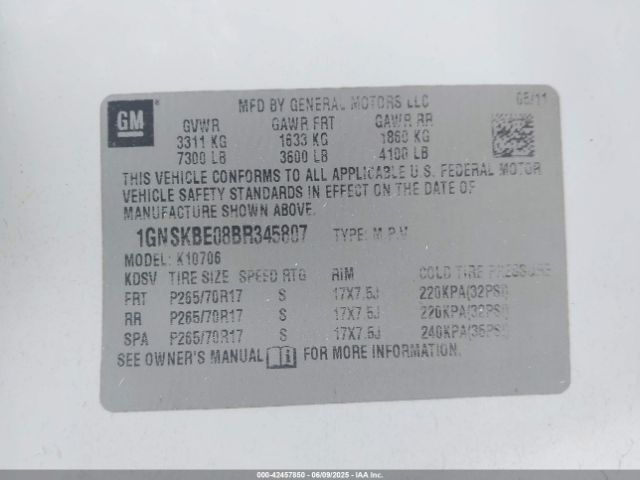 GM
MFD BY GENERAL MOTORS LLC 05/11
GVWR GAWR FRT GAWR RR
3311 KG 1633 KG 1860 KG
7300 LB 3600 LB 4100 LB
THIS VEHICLE CONFORMS TO ALL APPLICABLE U.S. FEDERAL MOTOR
VEHICLE SAFETY STANDARDS IN EFFECT ON THE DATE OF
MANUFACTURE SHOWN ABOVE.
1GNSKBE08BR345807 TYPE: M.P.V
MODEL: K10706
KDSV TIRE SIZE SPEED RTG RIM COLD TIRE PRESSURE
FRT P265/70R17 S 17X7.5J 220KPA(32PSI)
RR P265/70R17 S 17X7.5J 220KPA(32PSI)
SPA P265/70R17 S 17X7.5J 240KPA(35PSI)
SEE OWNER'S MANUAL FOR MORE INFORMATION.
000-42457850 - 06/09/2025 - © IAA Holdings, LLC